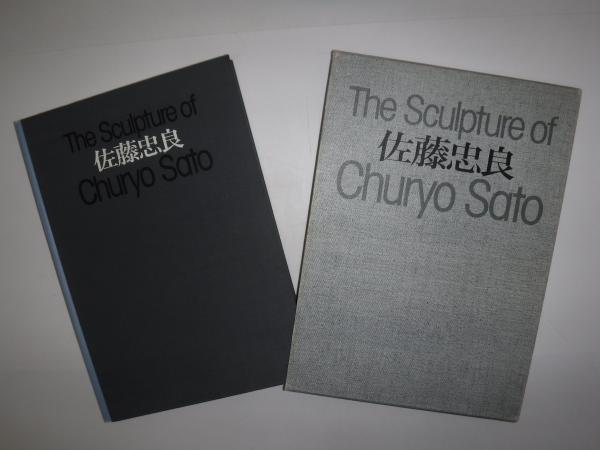 The Sculpture of
佐藤忠良
Churyo Sato
The Sculpture of
佐藤忠良
Churyo Sato